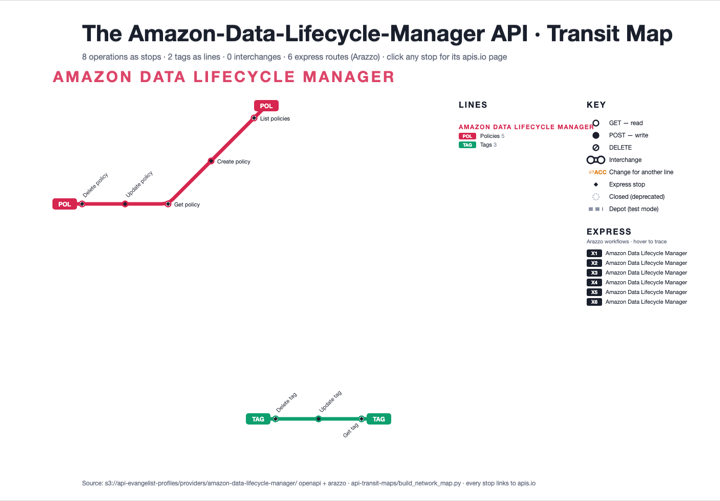 The Amazon-Data-Lifecycle-Manager API · Transit Map
8 operations as stops · 2 tags as lines · 0 interchanges · 6 express routes (Arazzo) · click any stop for its apis.io page
AMAZON DATA LIFECYCLE MANAGER
POL
List policies
Create policy
Delete policy
Update policy
POL
Get policy
LINES
AMAZON DATA LIFECYCLE MANAGER
POL Policies 5
TAG Tags 3
KEY
GET — read
POST — write
DELETE
Interchange
⇄ACC Change for another line
Express stop
Closed (deprecated)
Depot (test mode)
EXPRESS
Arazzo workflows · hover to trace
X1 Amazon Data Lifecycle Manager
X2 Amazon Data Lifecycle Manager
X3 Amazon Data Lifecycle Manager
X4 Amazon Data Lifecycle Manager
X5 Amazon Data Lifecycle Manager
X6 Amazon Data Lifecycle Manager
Delete tag
Update tag
TAG
TAG
Get tag
Source: s3://api-evangelist-profiles/providers/amazon-data-lifecycle-manager/ openapi + arazzo · api-transit-maps/build_network_map.py · every stop links to apis.io